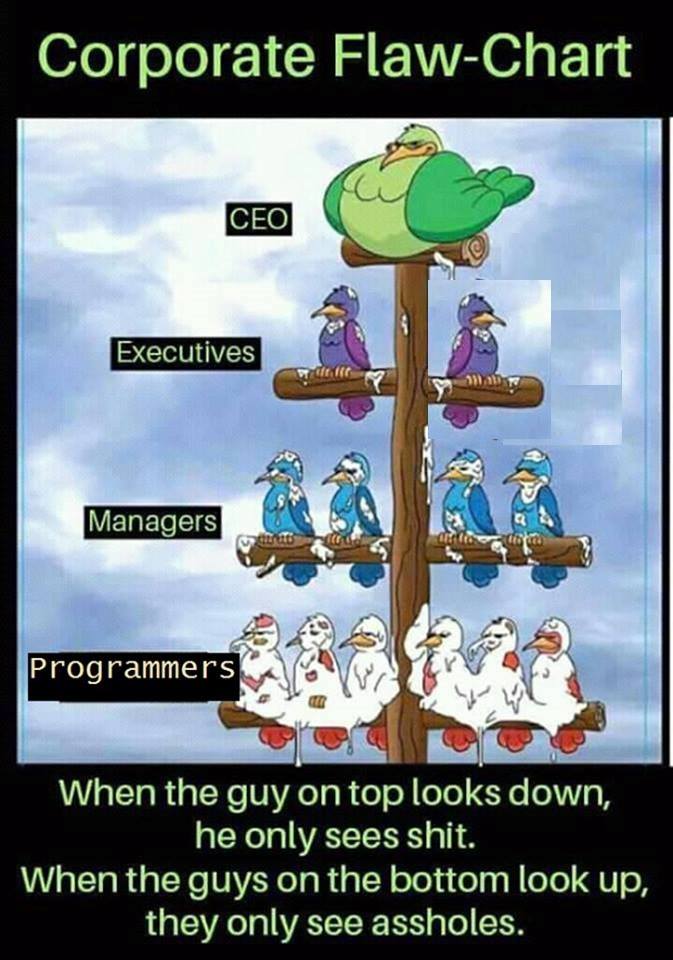 Corporate Flaw-Chart
CEO
Executives
Managers
Programmers
When the guy on top looks down,
he only sees shit.
When the guys on the bottom look up,
they only see assholes.